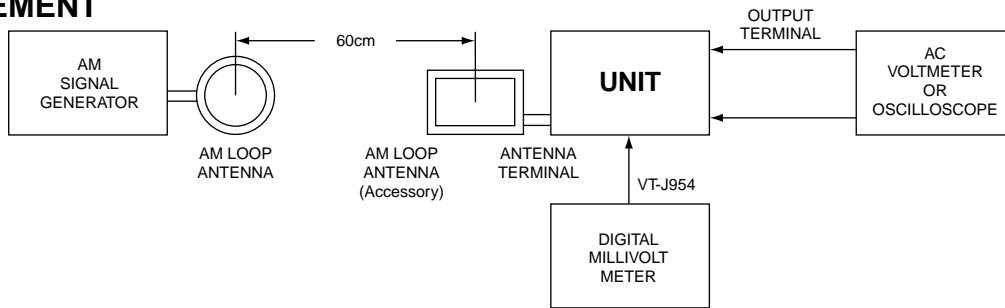 EMENT
AM
SIGNAL
GENERATOR
AM LOOP
ANTENNA
60cm
AM LOOP
ANTENNA
(Accessory)
ANTENNA
TERMINAL
UNIT
OUTPUT
TERMINAL
AC
VOLTMETER
OR
OSCILLOSCOPE
VT-J954
DIGITAL
MILLIVOLT
METER